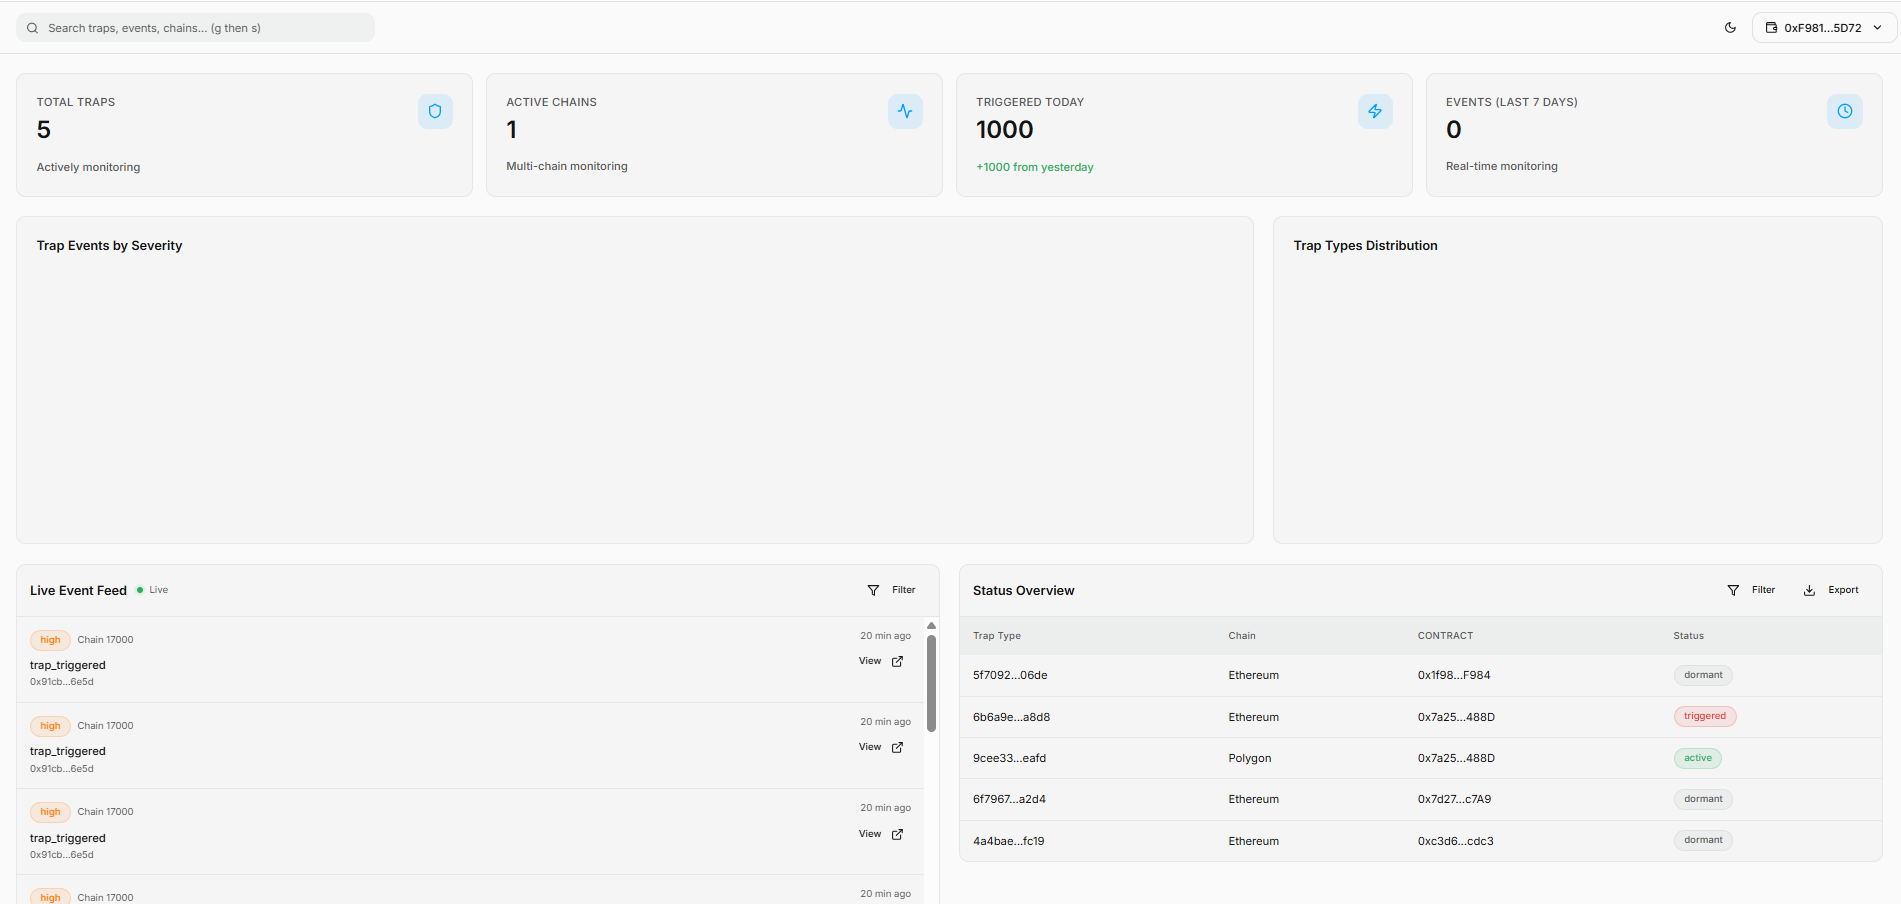 Search traps, events, chains... (g then s)
0xF981...5D72
TOTAL TRAPS
5
Actively monitoring
ACTIVE CHAINS
1
Multi-chain monitoring
TRIGGERED TODAY
1000
+1000 from yesterday
EVENTS (LAST 7 DAYS)
0
Real-time monitoring
Trap Events by Severity
Trap Types Distribution
Live Event Feed Live Filter
high Chain 17000 20 min ago
trap_triggered View
0x91cb...6e5d
high Chain 17000 20 min ago
trap_triggered View
0x91cb...6e5d
high Chain 17000 20 min ago
trap_triggered View
0x91cb...6e5d
high Chain 17000 20 min ago
Status Overview Filter Export
Trap Type Chain CONTRACT Status
5f7092...06de Ethereum 0x1f98...F984 dormant
6b6a9e...a8d8 Ethereum 0x7a25...488D triggered
9cee33...eafd Polygon 0x7a25...488D active
6f7967...a2d4 Ethereum 0x7d27...c7A9 dormant
4a4bae...fc19 Ethereum 0xc3d6...cdc3 dormant